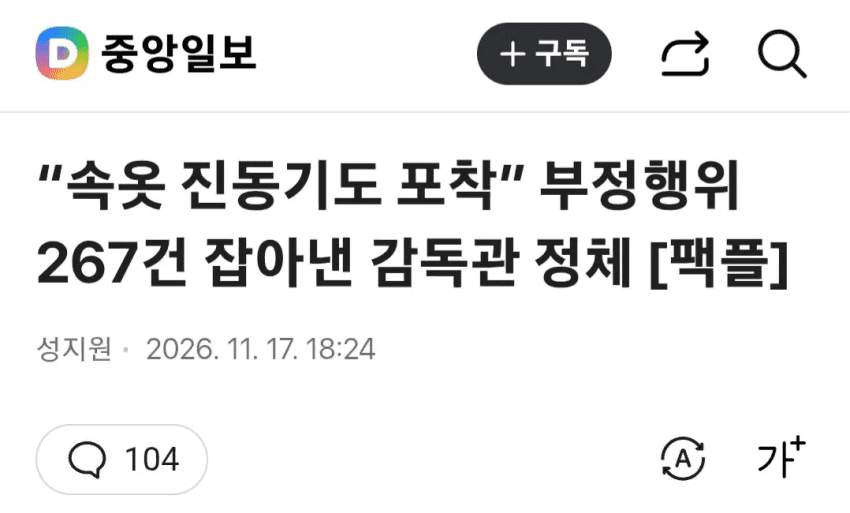 D 중앙일보 + 구독
“속옷 진동기도 포착” 부정행위
267건 잡아낸 감독관 정체 [팩플]
성지원 · 2026. 11. 17. 18:24
104 A 가+